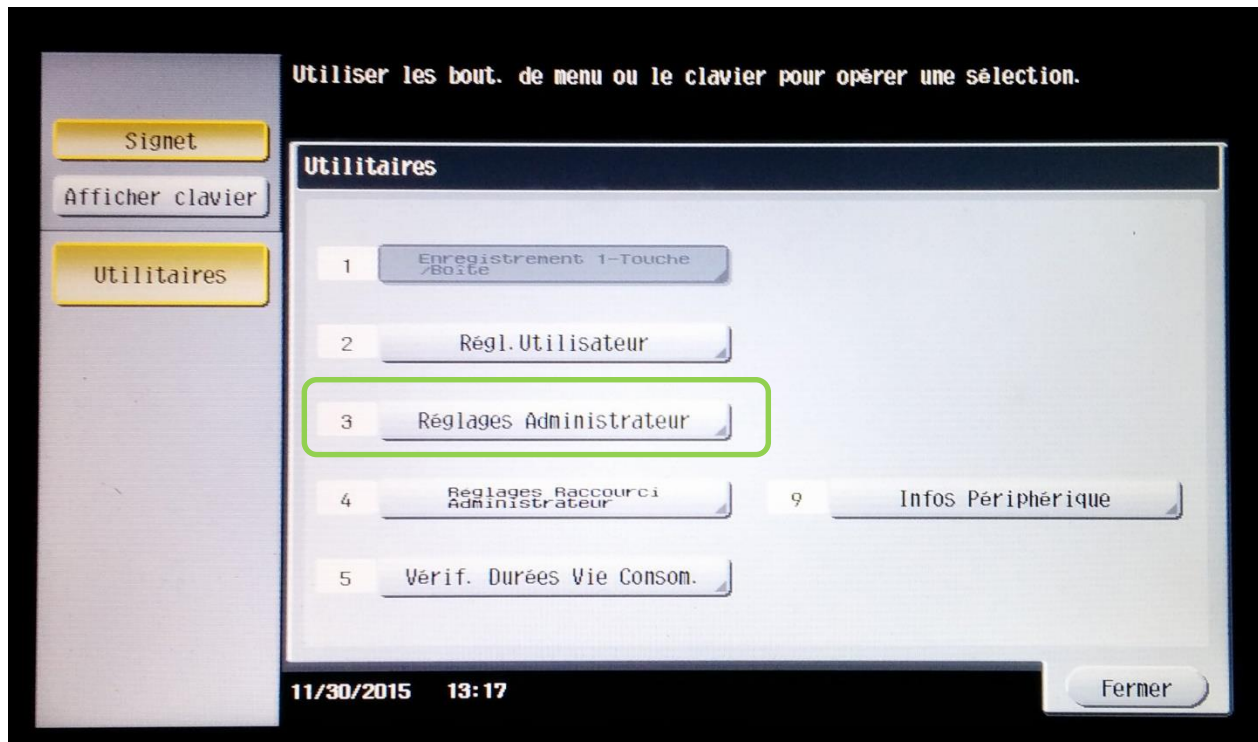 Utiliser les bout. de menu ou le clavier pour opérer une sélection.
Signet
Afficher clavier
Utilitaires
Utilitaires
1 Enregistrement 1-Touche
/Boîte
2 Régl.Utilisateur
3 Réglages Administrateur
4 Réglages Raccourci
Administrateur
9 Infos Périphérique
5 Vérif. Durées Vie Consom.
11/30/2015 13:17
Fermer